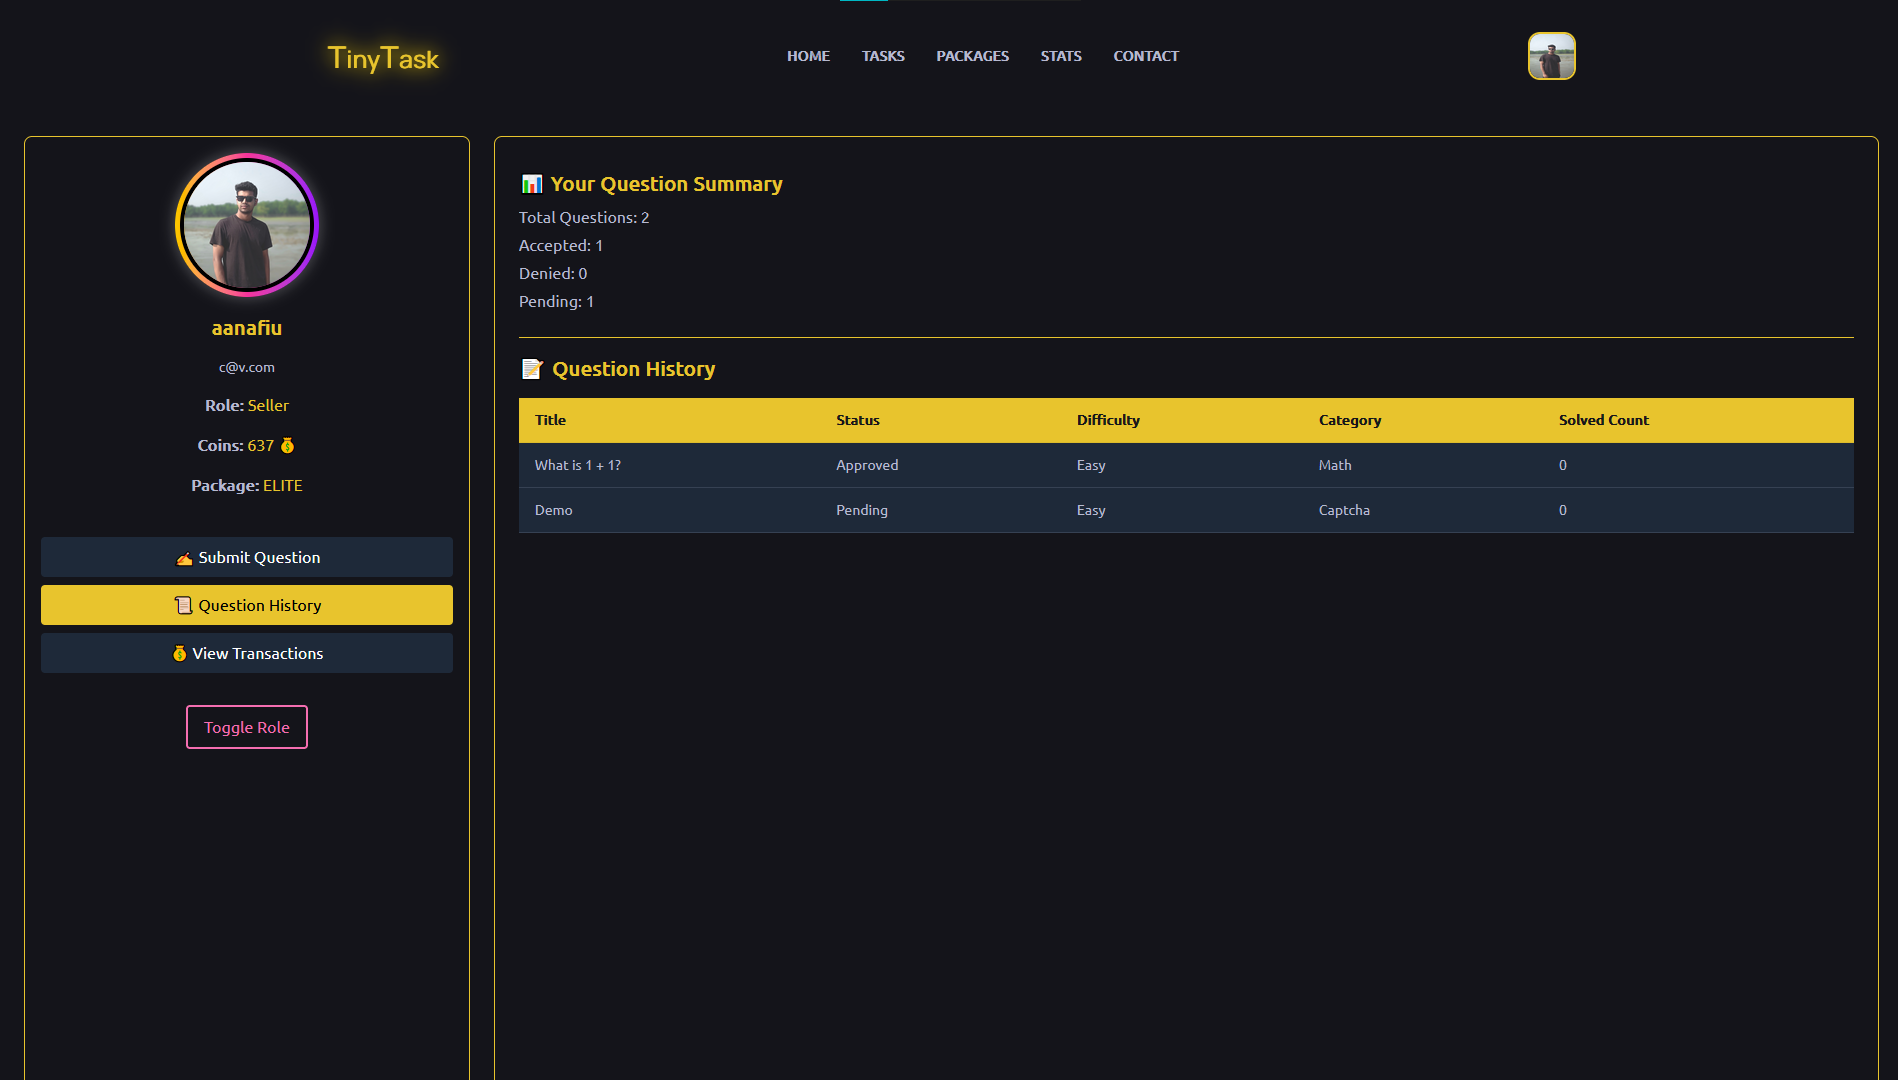 TinyTask
HOME TASKS PACKAGES STATS CONTACT
aanafiu
c@v.com
Role: Seller
Coins: 637
Package: ELITE
Submit Question
Question History
View Transactions
Toggle Role
Your Question Summary
Total Questions: 2
Accepted: 1
Denied: 0
Pending: 1
Question History
Title Status Difficulty Category Solved Count
What is 1 + 1? Approved Easy Math 0
Demo Pending Easy Captcha 0